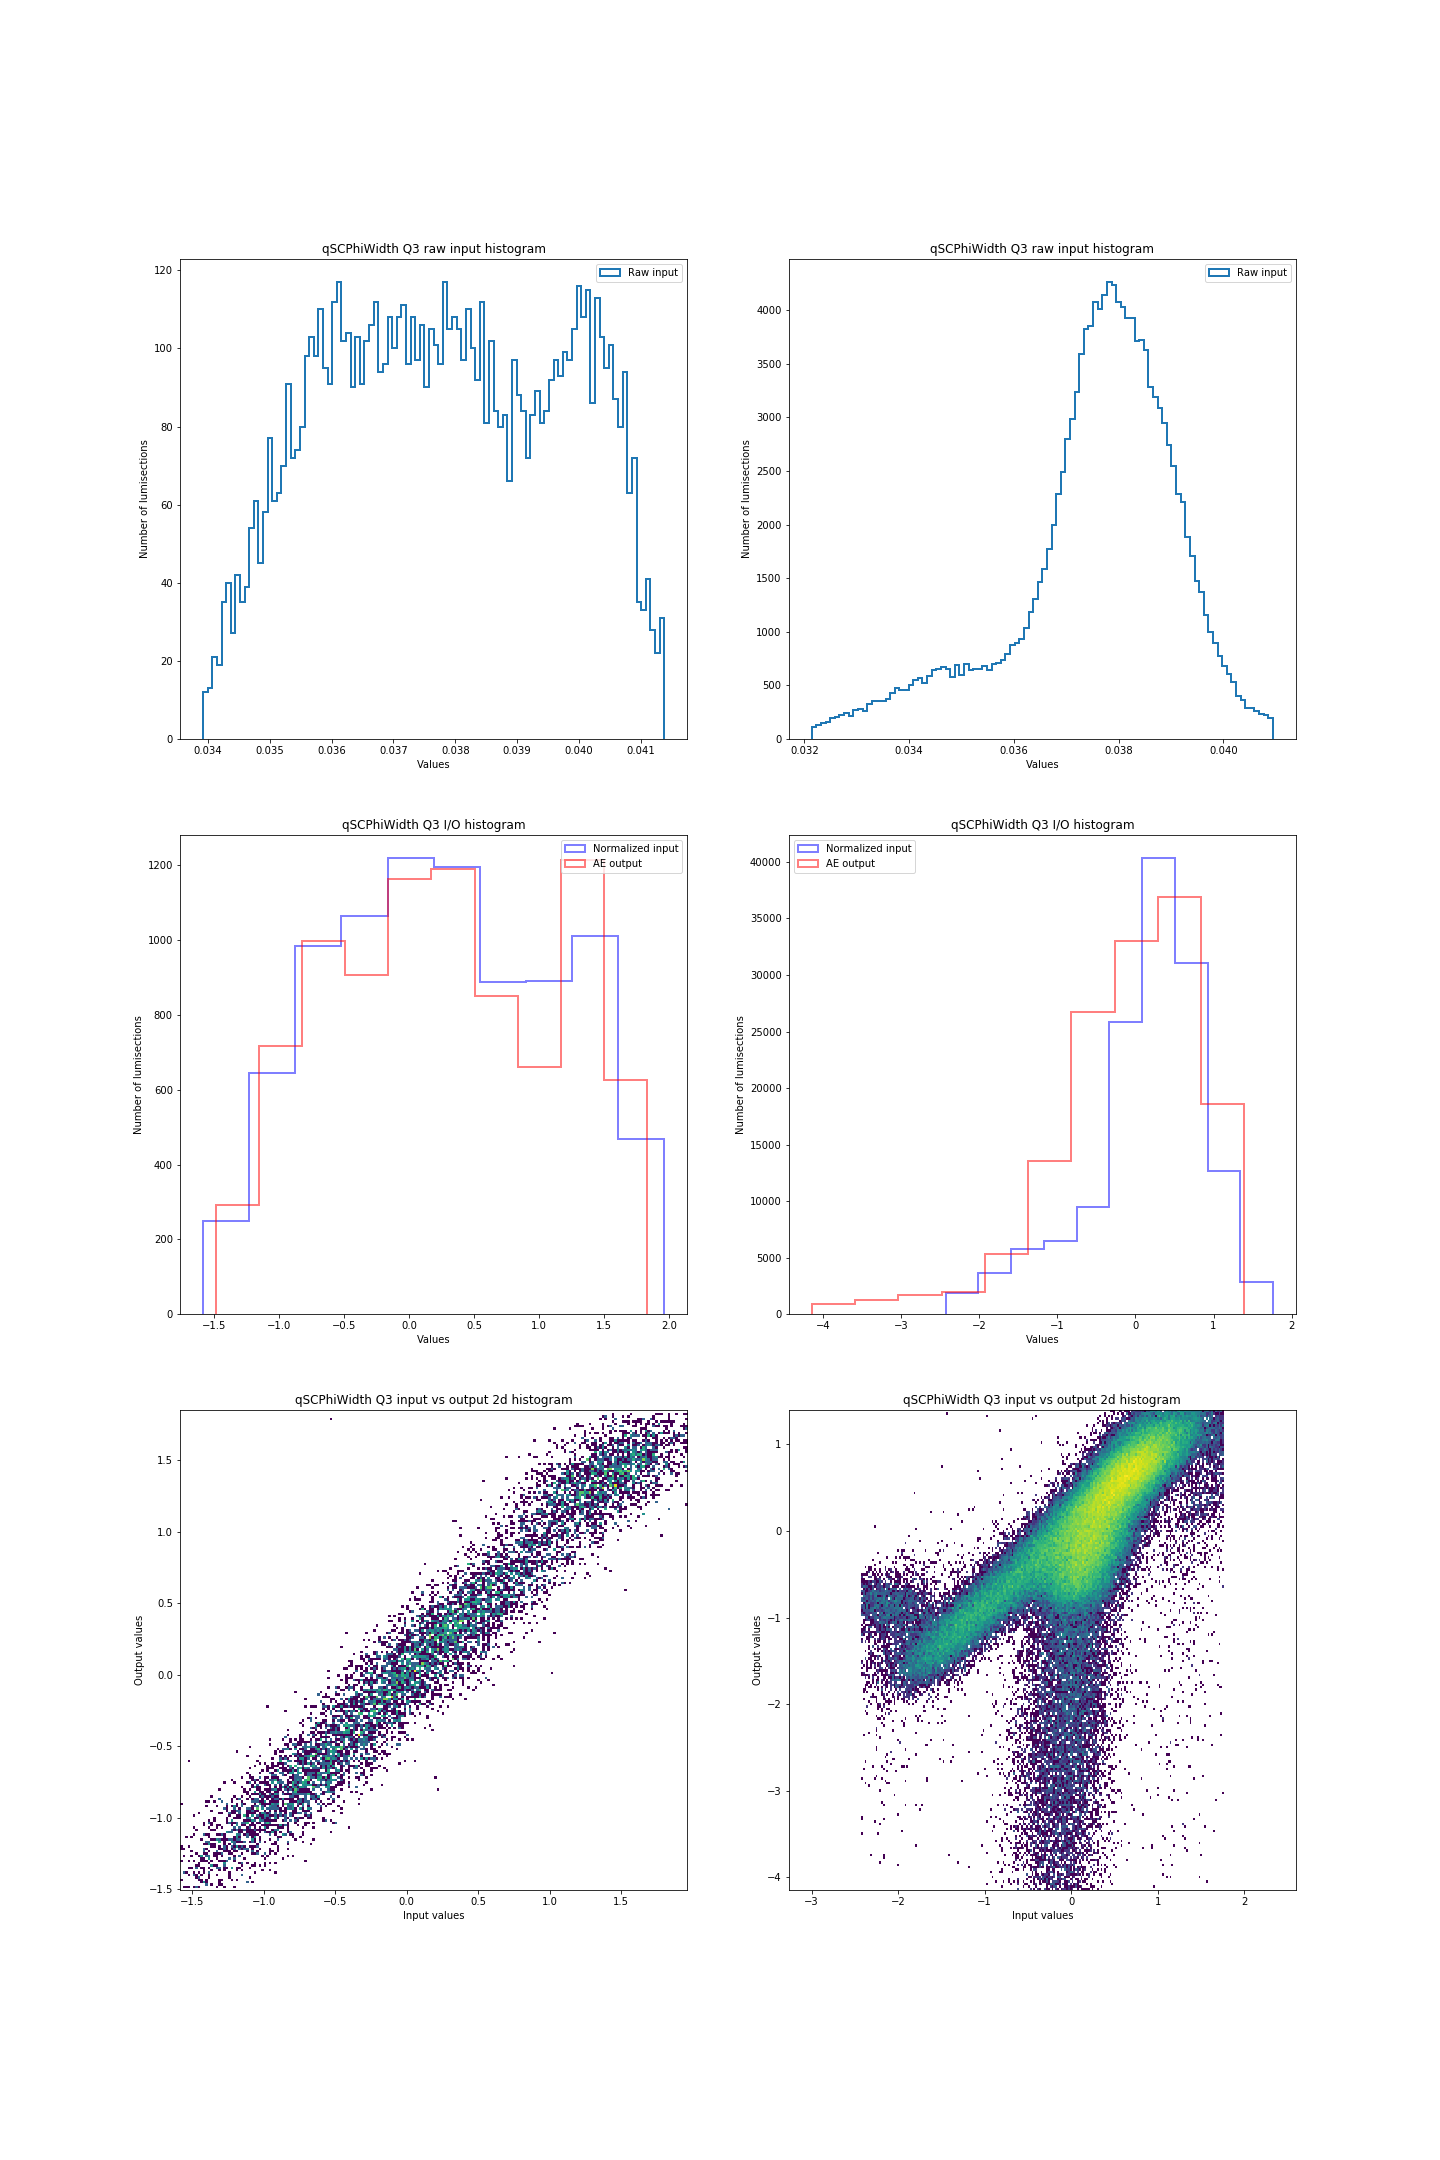 qSCPhiWidth Q3 raw input histogram
Raw input
120
100
80
60
40
20
0
Number of lumisections
0.034 0.035 0.036 0.037 0.038 0.039 0.040 0.041
Values
qSCPhiWidth Q3 raw input histogram
Raw input
4000
3500
3000
2500
2000
1500
1000
500
0
Number of lumisections
0.032 0.034 0.036 0.038 0.040
Values
qSCPhiWidth Q3 I/O histogram
Normalized input
AE output
1200
1000
800
600
400
200
0
Number of lumisections
−1.5 −1.0 −0.5 0.0 0.5 1.0 1.5 2.0
Values
qSCPhiWidth Q3 I/O histogram
Normalized input
AE output
40000
35000
30000
25000
20000
15000
10000
5000
0
Number of lumisections
−4 −3 −2 −1 0 1 2
Values
qSCPhiWidth Q3 input vs output 2d histogram
1.5
1.0
0.5
0.0
−0.5
−1.0
−1.5
Output values
−1.5 −1.0 −0.5 0.0 0.5 1.0 1.5
Input values
qSCPhiWidth Q3 input vs output 2d histogram
1
0
−1
−2
−3
−4
Output values
−3 −2 −1 0 1 2
Input values